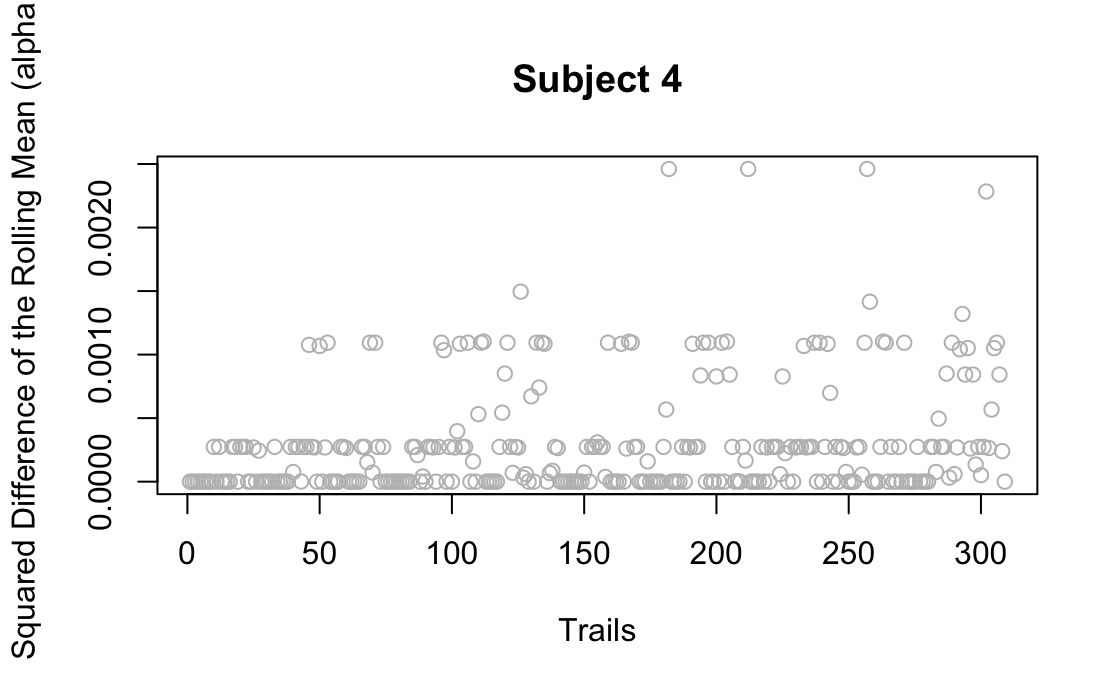 Subject 4
Squared Difference of the Rolling Mean (alpha
0.0020
0.0010
0.0000
0 50 100 150 200 250 300
Trails